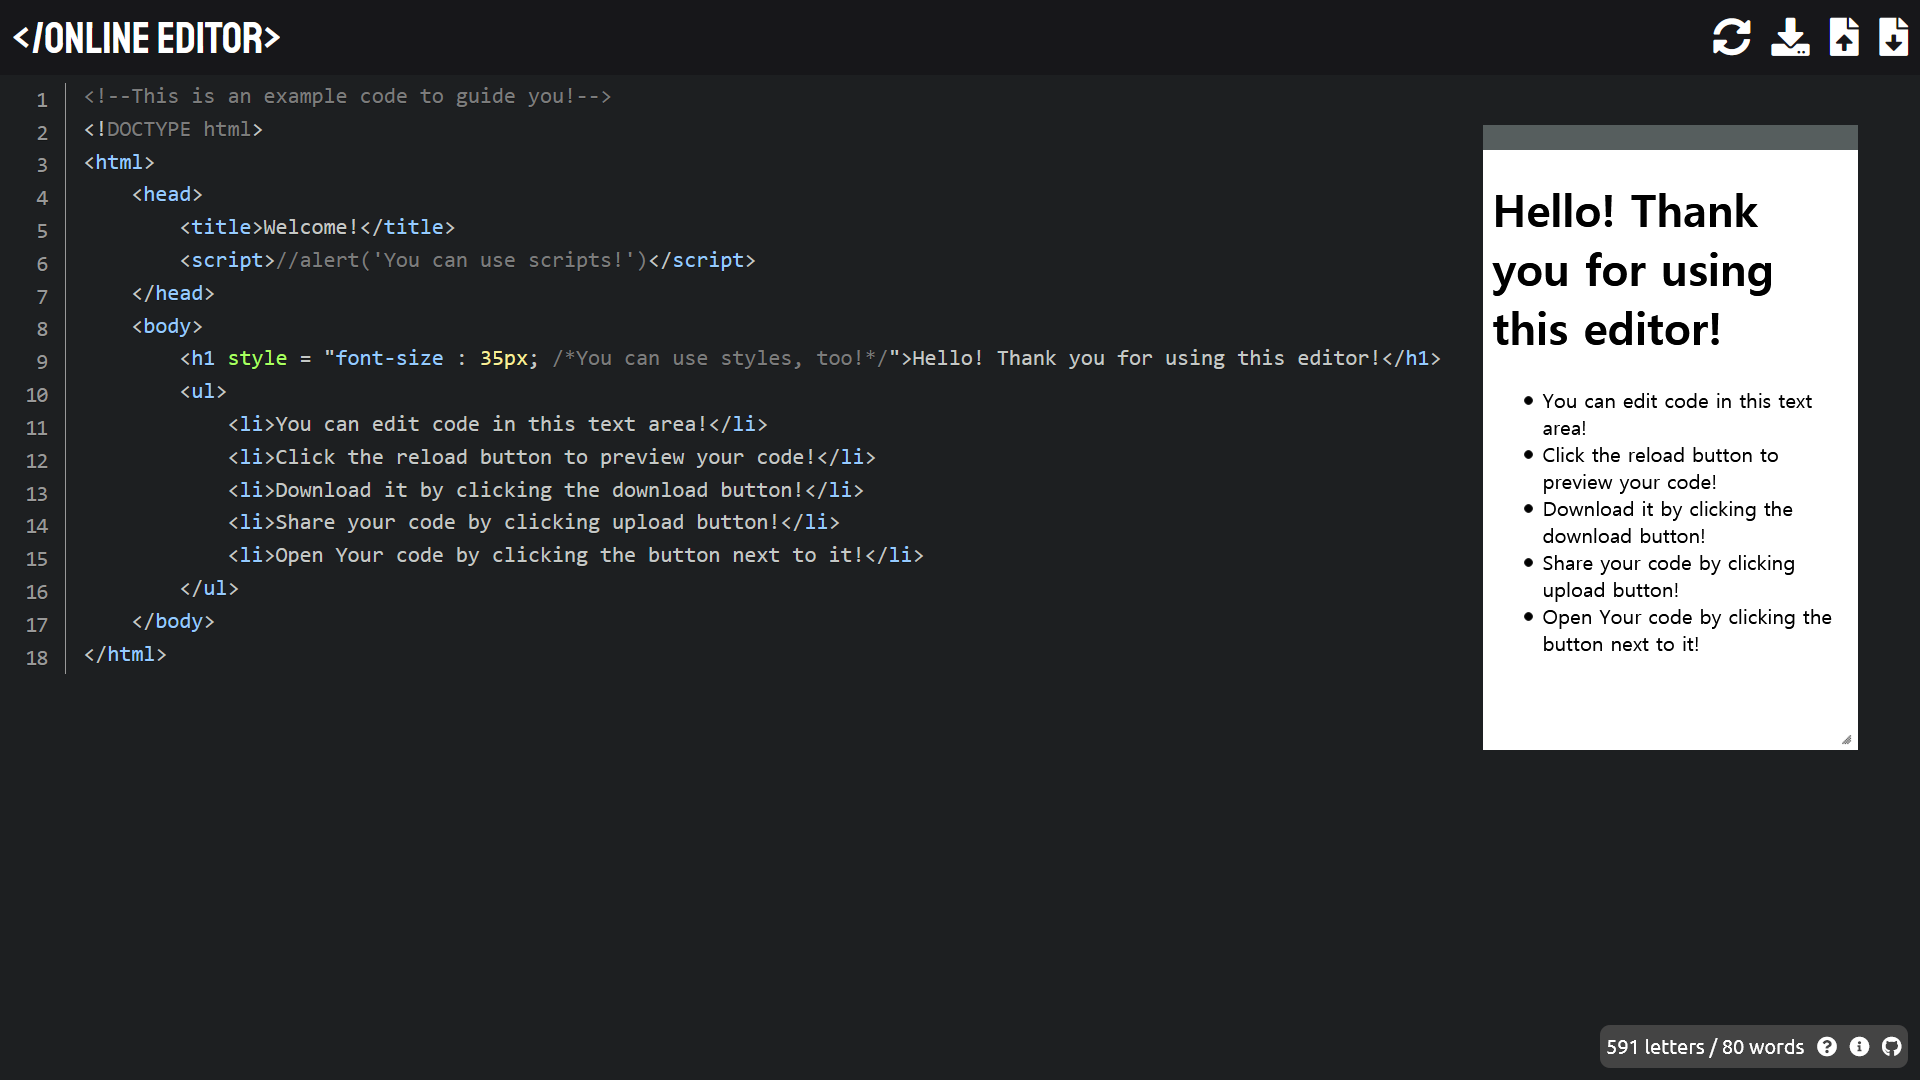 </ONLINE EDITOR>
1 <!--This is an example code to guide you!-->
2 <!DOCTYPE html>
3 <html>
4 <head>
5 <title>Welcome!</title>
6 <script>//alert('You can use scripts!')</script>
7 </head>
8 <body>
9 <h1 style = "font-size : 35px; /*You can use styles, too!*/">Hello! Thank you for using this editor!</h1>
10 <ul>
11 <li>You can edit code in this text area!</li>
12 <li>Click the reload button to preview your code!</li>
13 <li>Download it by clicking the download button!</li>
14 <li>Share your code by clicking upload button!</li>
15 <li>Open Your code by clicking the button next to it!</li>
16 </ul>
17 </body>
18 </html>
Hello! Thank
you for using
this editor!
• You can edit code in this text
area!
• Click the reload button to
preview your code!
• Download it by clicking the
download button!
• Share your code by clicking
upload button!
• Open Your code by clicking the
button next to it!
591 letters / 80 words